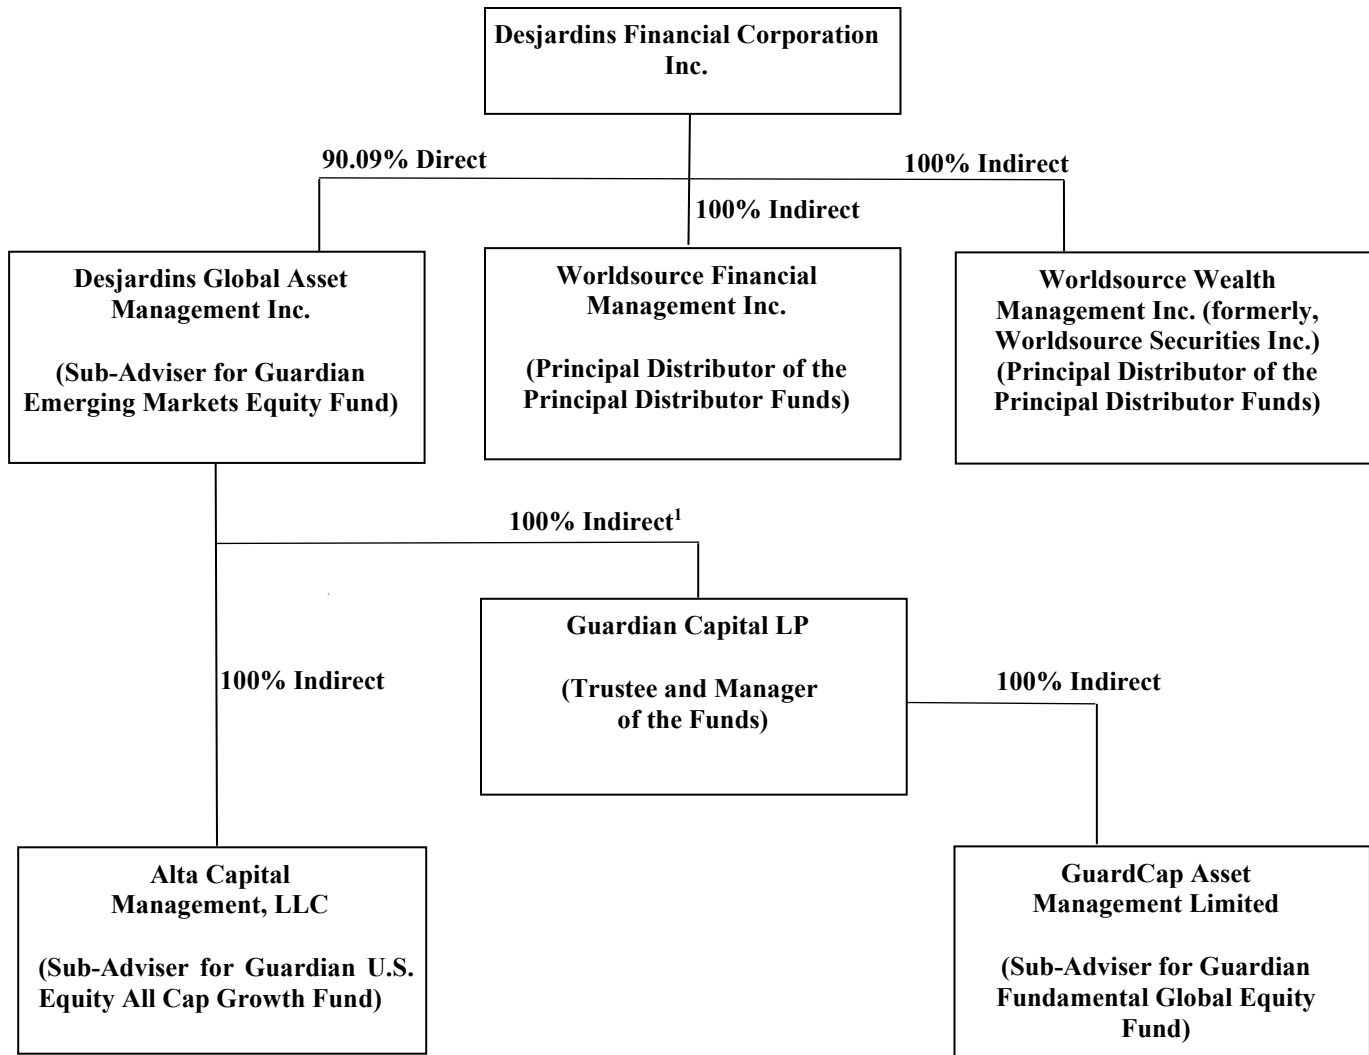 Desjardins Financial Corporation
Inc.
90.09% Direct
100% Indirect
100% Indirect
Desjardins Global Asset
Management Inc.
(Sub-Adviser for Guardian
Emerging Markets Equity Fund)
Worldsource Financial
Management Inc.
(Principal Distributor of the
Principal Distributor Funds)
Worldsource Wealth
Management Inc. (formerly,
Worldsource Securities Inc.)
(Principal Distributor of the
Principal Distributor Funds)
100% Indirect¹
Guardian Capital LP
(Trustee and Manager
of the Funds)
100% Indirect
100% Indirect
Alta Capital
Management, LLC
(Sub-Adviser for Guardian U.S.
Equity All Cap Growth Fund)
GuardCap Asset
Management Limited
(Sub-Adviser for Guardian
Fundamental Global Equity
Fund)